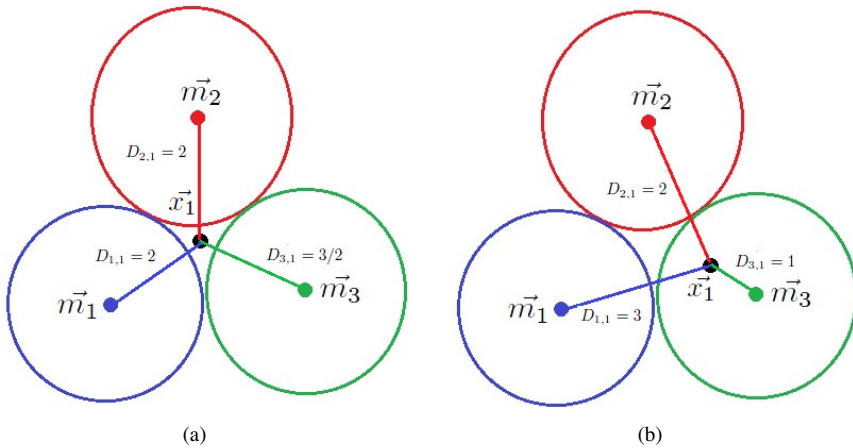 m⃗₂
D₂,₁ = 2
x⃗₁
D₁,₁ = 2
D₃,₁ = 3/2
m⃗₁
m⃗₃
(a)
m⃗₂
D₂,₁ = 2
D₃,₁ = 1
x⃗₁
m⃗₁
D₁,₁ = 3
m⃗₃
(b)